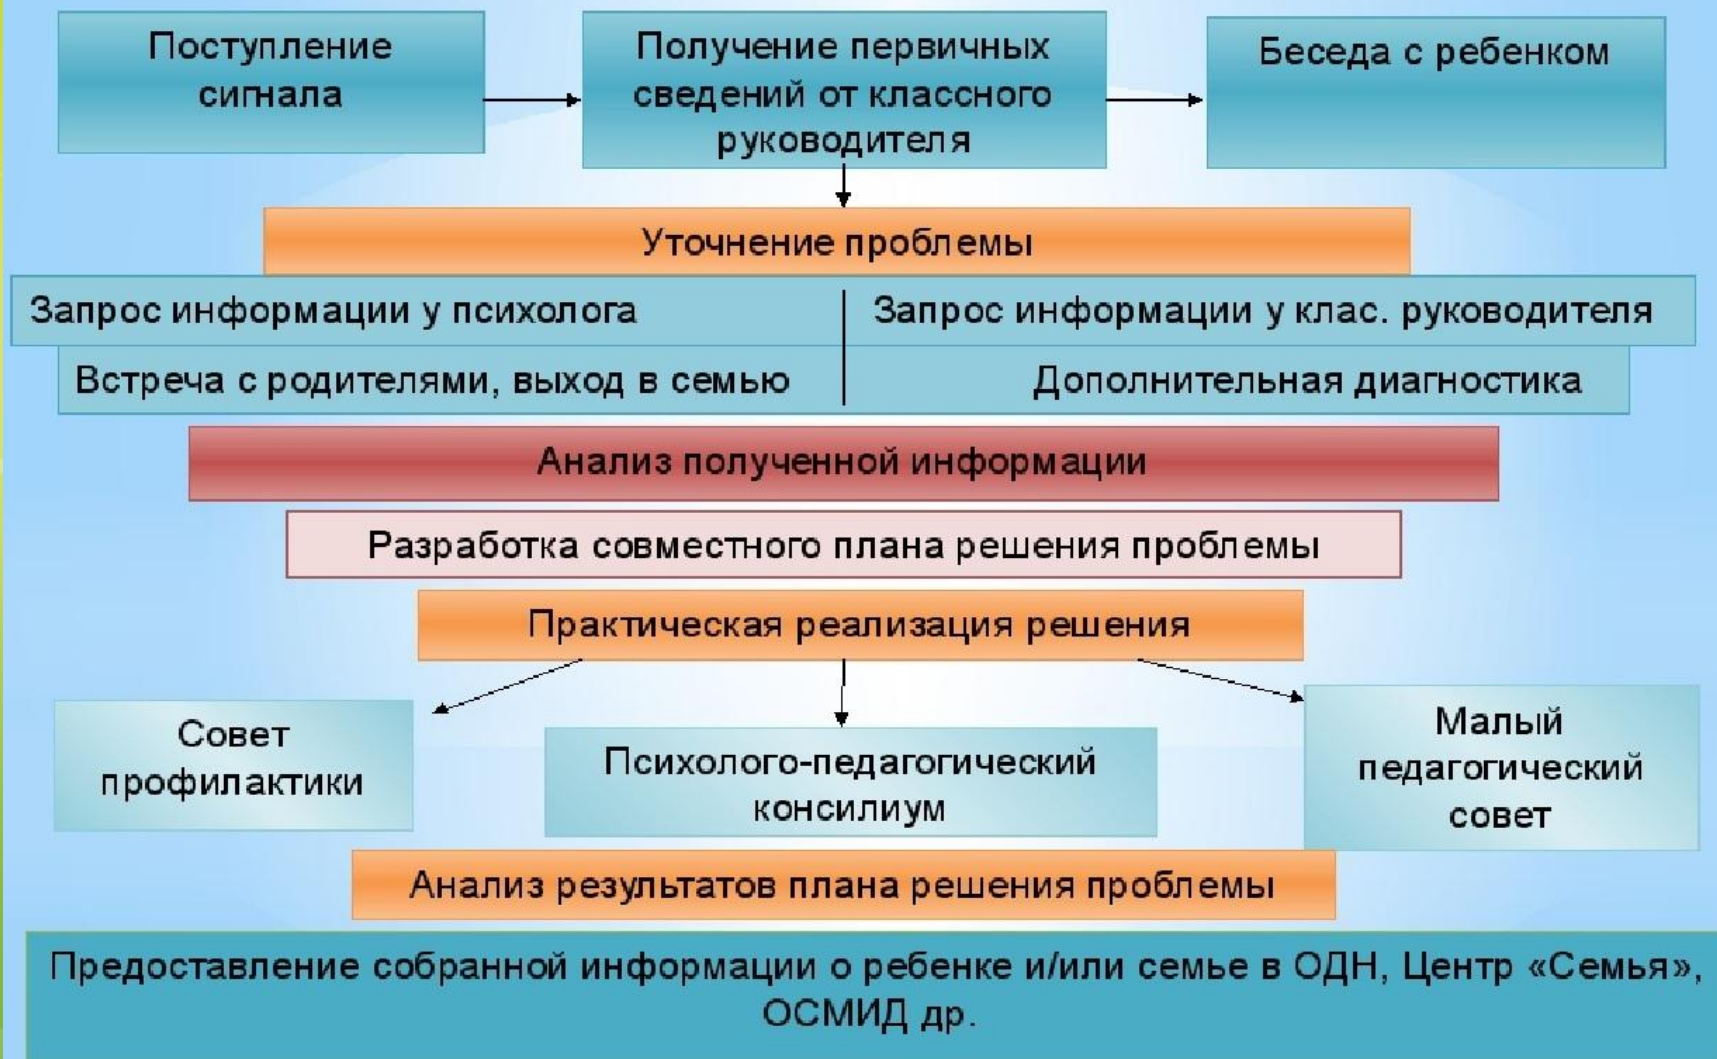 Поступление
сигнала
Получение первичных
сведений от классного
руководителя
Беседа с ребенком
Уточнение проблемы
Запрос информации у психолога
Запрос информации у клас. руководителя
Встреча с родителями, выход в семью
Дополнительная диагностика
Анализ полученной информации
Разработка совместного плана решения проблемы
Практическая реализация решения
Совет
профилактики
Психолого-педагогический
консилиум
Малый
педагогический
совет
Анализ результатов плана решения проблемы
Предоставление собранной информации о ребенке и/или семье в ОДН, Центр «Семья»,
ОСМИД др.